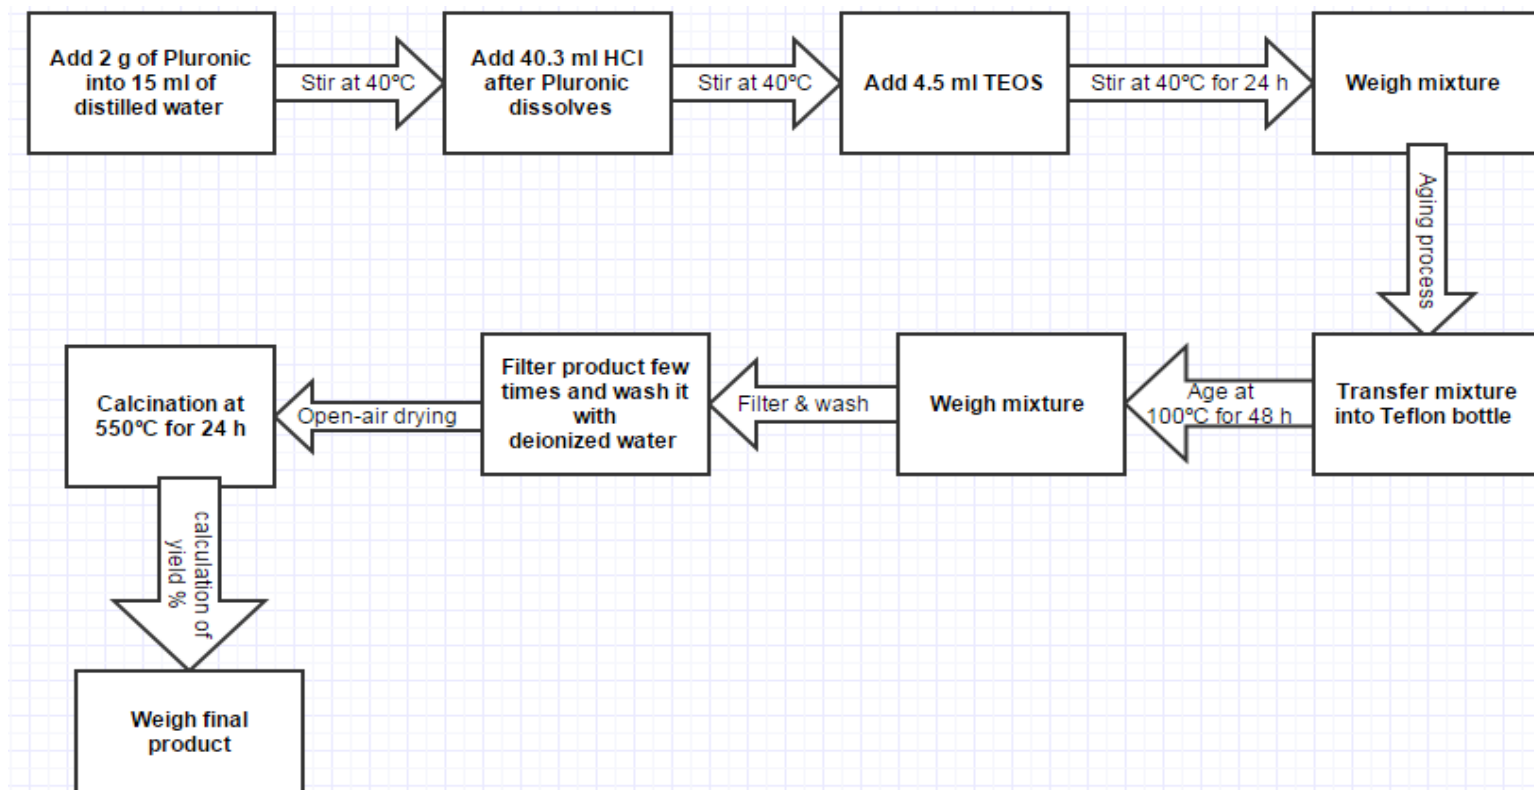 Add 2 g of Pluronic
into 15 ml of
distilled water
Stir at 40°C
Add 40.3 ml HCl
after Pluronic
dissolves
Stir at 40°C
Add 4.5 ml TEOS
Stir at 40°C for 24 h
Weigh mixture
Aging process
Transfer mixture
into Teflon bottle
Age at
100°C for 48 h
Weigh mixture
Filter & wash
Filter product few
times and wash it
with
deionized water
Open-air drying
Calcination at
550°C for 24 h
calculation of
yield %
Weigh final
product